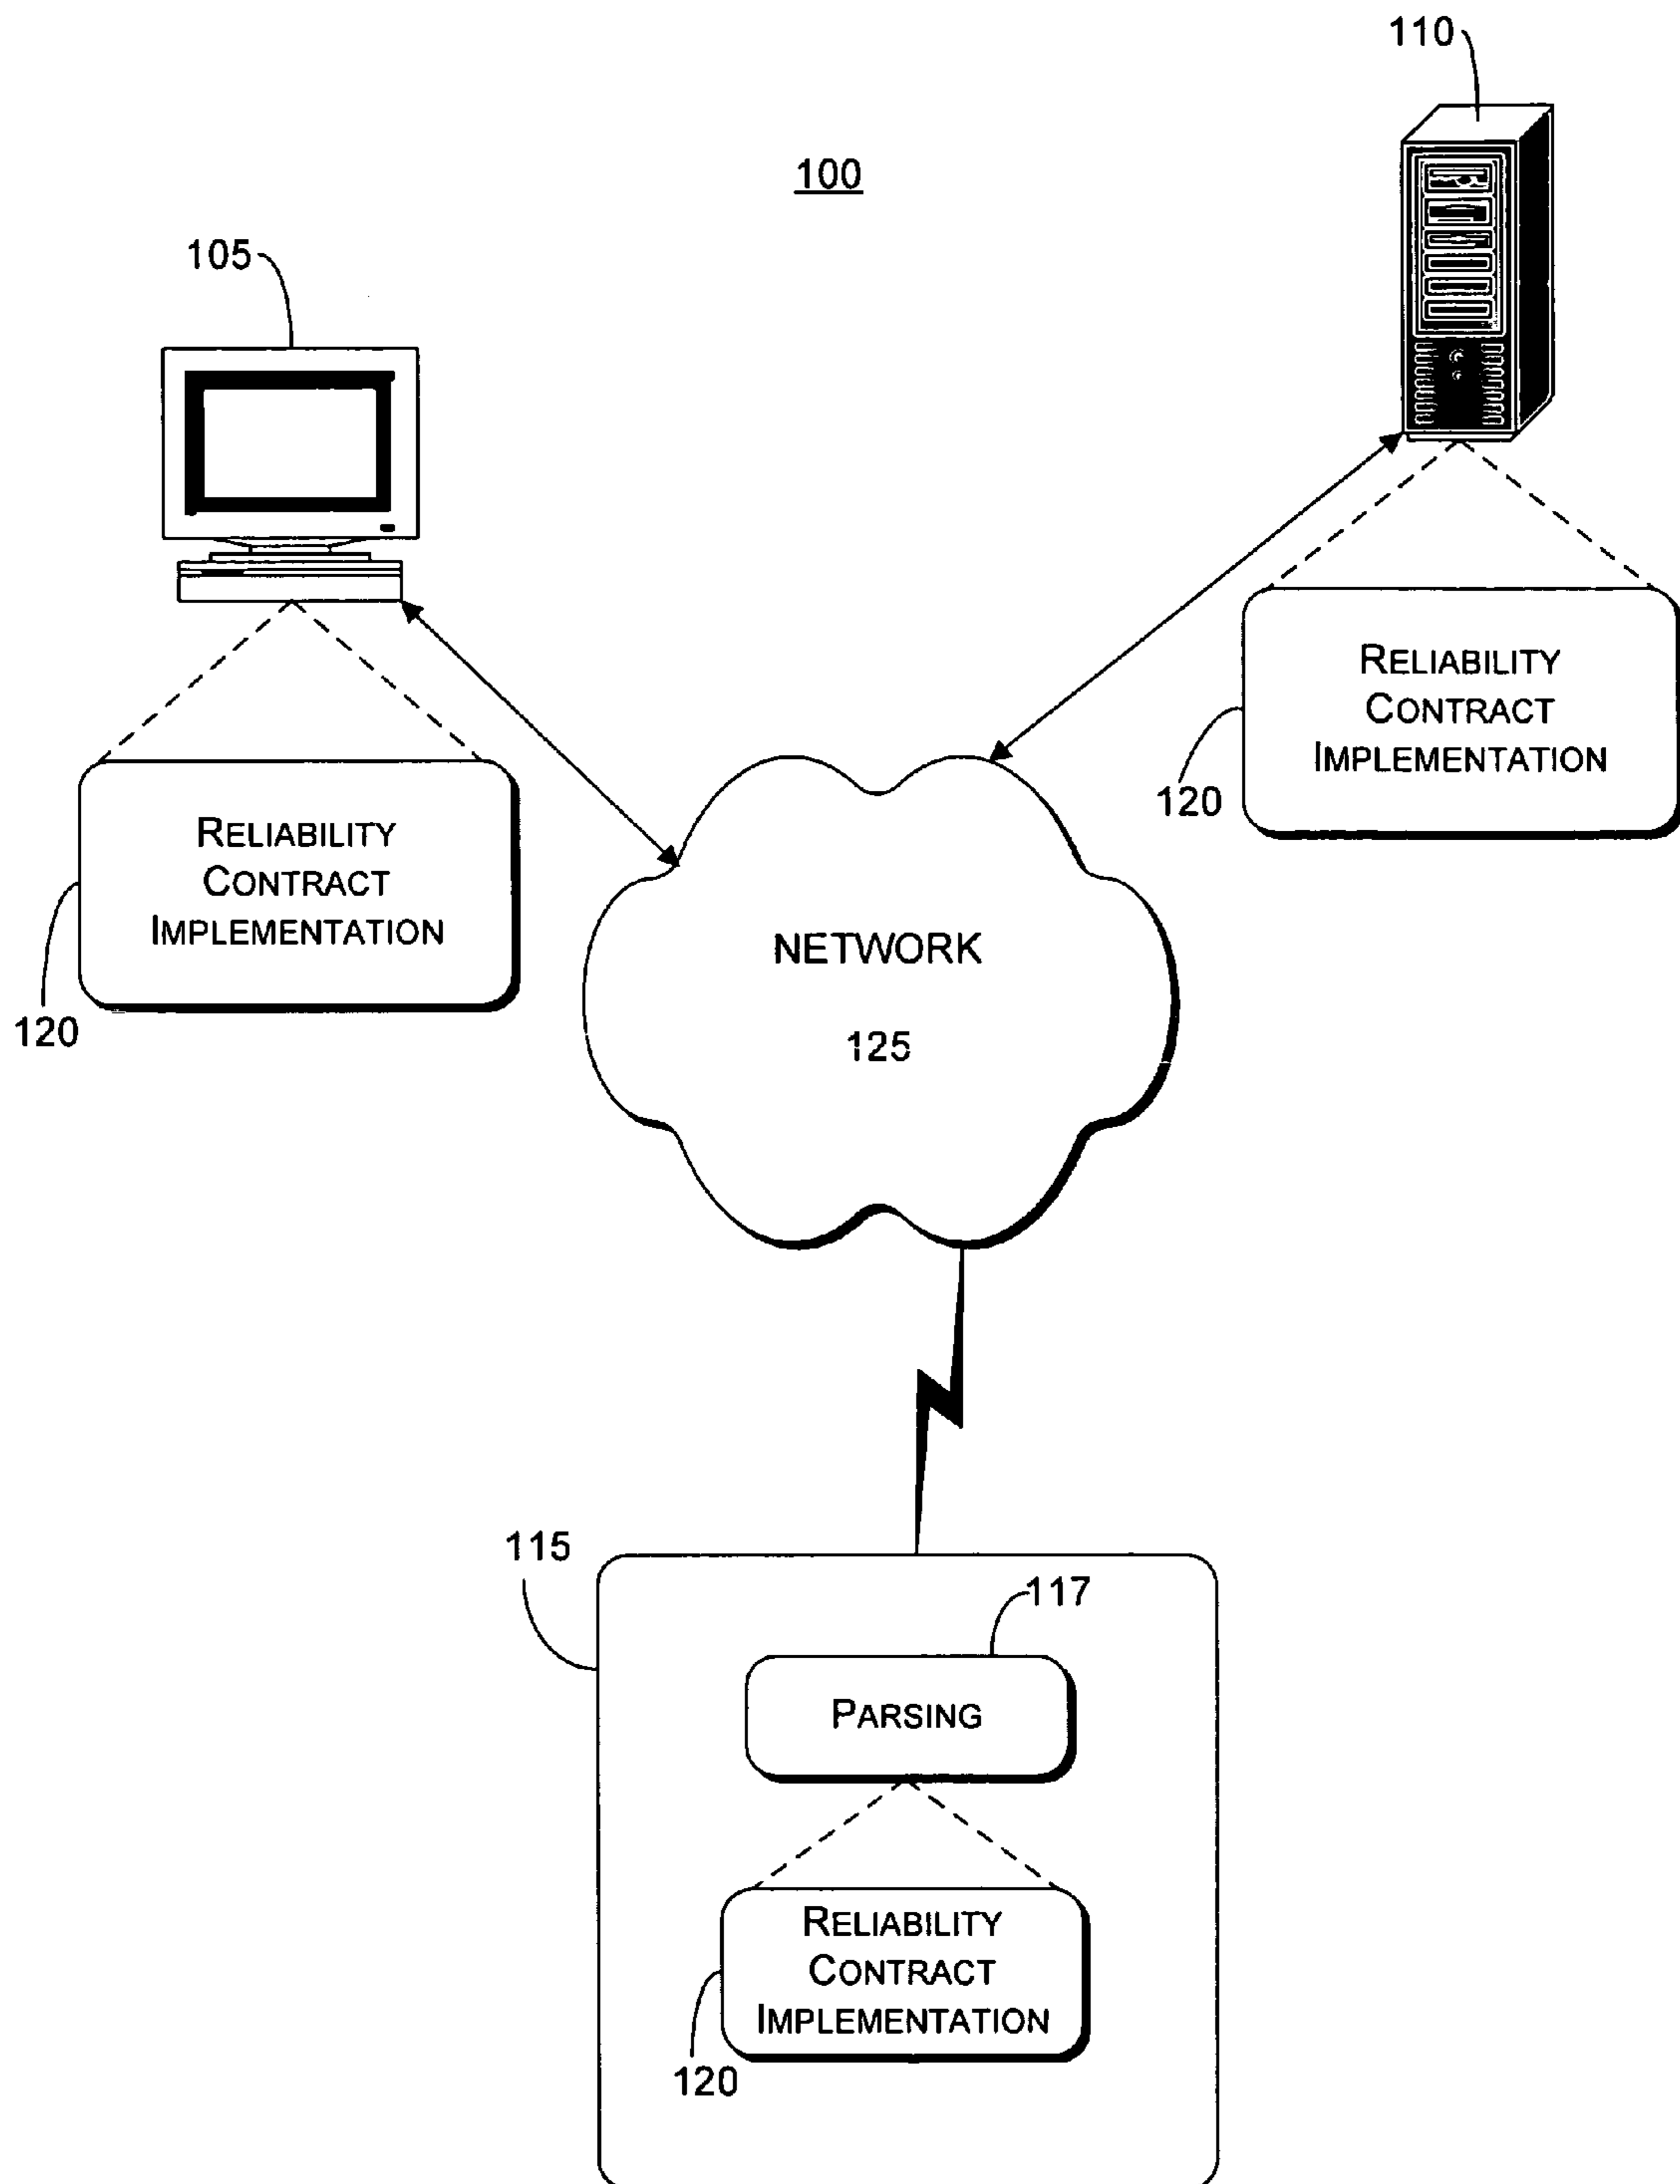 110
100
105
RELIABILITY
CONTRACT
IMPLEMENTATION
120
RELIABILITY
CONTRACT
IMPLEMENTATION
120
NETWORK
125
115
117
PARSING
RELIABILITY
CONTRACT
IMPLEMENTATION
120